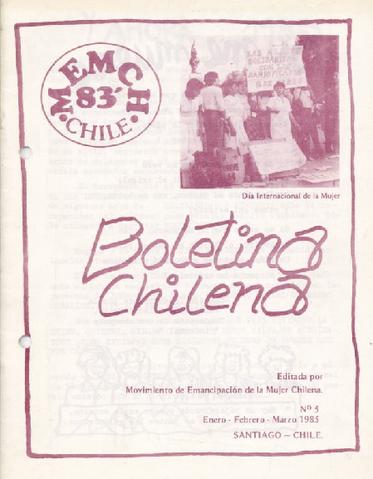 MEMCH
83´
·CHILE·
Día Internacional de la Mujer
Boletina
Chilena
Editada por
Movimiento de Emancipación de la Mujer Chilena.
Nº 5
Enero - Febrero - Marzo 1985
SANTIAGO — CHILE.